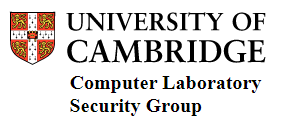 UNIVERSITY OF
CAMBRIDGE
Computer Laboratory
Security Group